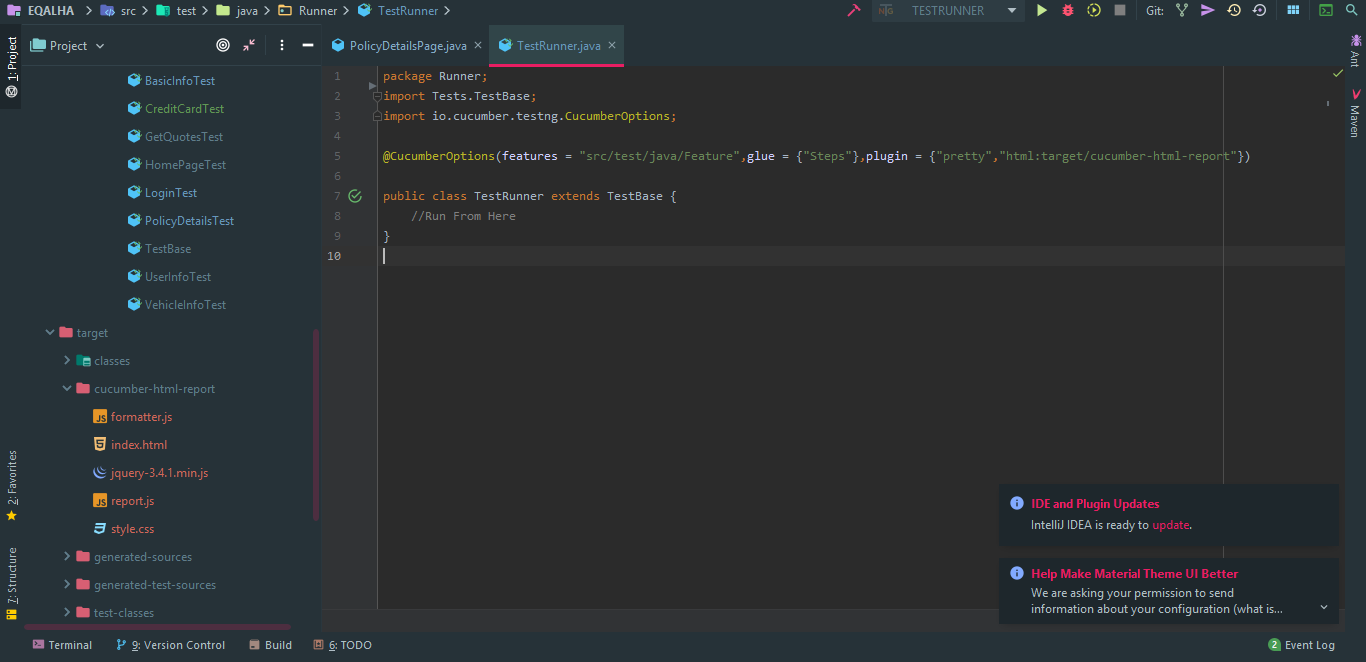 EQALHA src test java Runner TestRunner TESTRUNNER Git:
1: Project
Project
PolicyDetailsPage.java
TestRunner.java
BasicInfoTest
CreditCardTest
GetQuotesTest
HomePageTest
LoginTest
PolicyDetailsTest
TestBase
UserInfoTest
VehicleInfoTest
target
classes
cucumber-html-report
formatter.js
index.html
jquery-3.4.1.min.js
report.js
style.css
generated-sources
generated-test-sources
test-classes
2: Favorites
7: Structure
1 package Runner;
2 import Tests.TestBase;
3 import io.cucumber.testng.CucumberOptions;
4
5 @CucumberOptions(features = "src/test/java/Feature",glue = {"Steps"},plugin = {"pretty","html:target/cucumber-html-report"})
6
7 public class TestRunner extends TestBase {
8 //Run From Here
9 }
10
Ant
Maven
IDE and Plugin Updates
IntelliJ IDEA is ready to update.
Help Make Material Theme UI Better
We are asking your permission to send
information about your configuration (what is...
Terminal 9: Version Control Build 6: TODO 2 Event Log